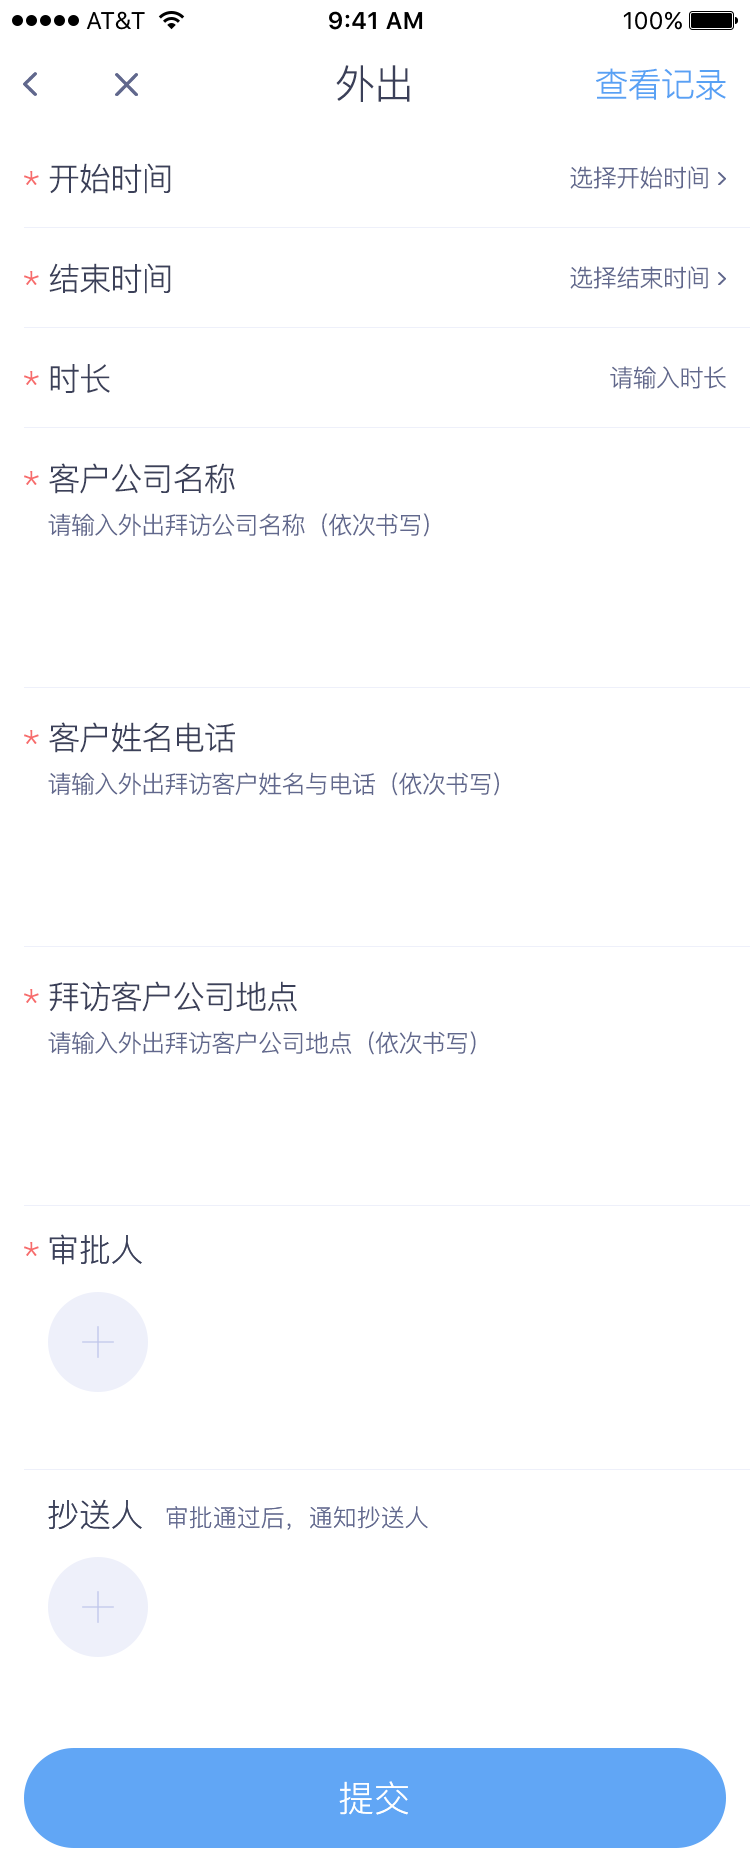 AT&T 9:41 AM 100%
外出 查看记录
* 开始时间 选择开始时间
* 结束时间 选择结束时间
* 时长 请输入时长
* 客户公司名称
请输入外出拜访公司名称（依次书写）
* 客户姓名电话
请输入外出拜访客户姓名与电话（依次书写）
* 拜访客户公司地点
请输入外出拜访客户公司地点（依次书写）
* 审批人
抄送人 审批通过后，通知抄送人
提交